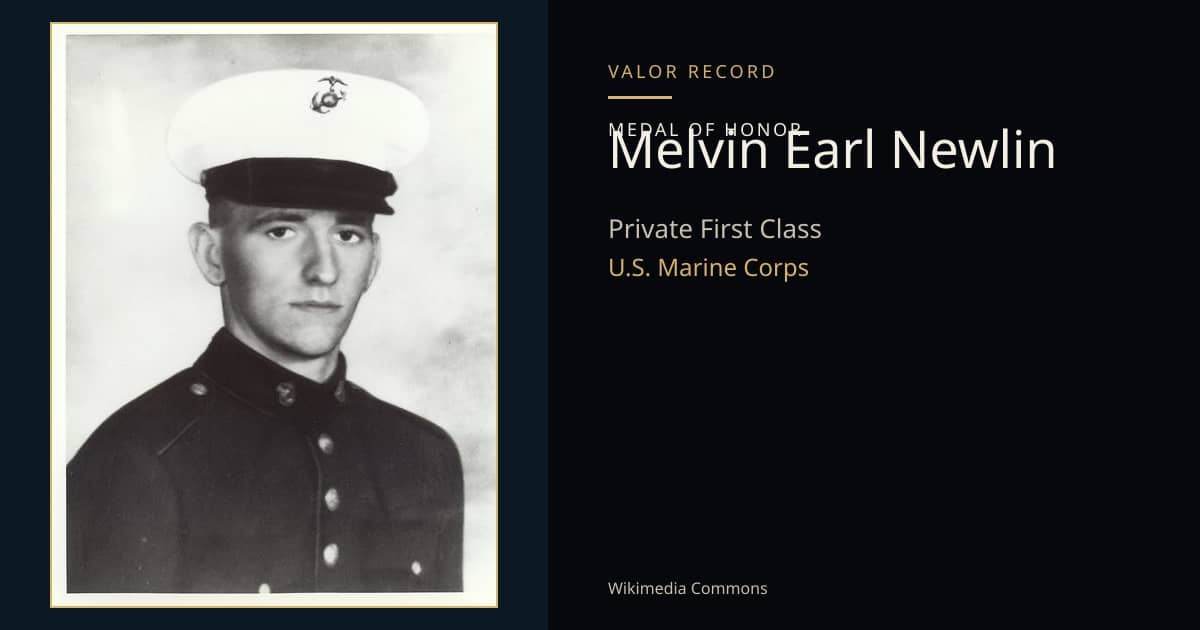 VALOR RECORD
MEDAL OF HONOR
Melvin Earl Newlin
Private First Class
U.S. Marine Corps
Wikimedia Commons